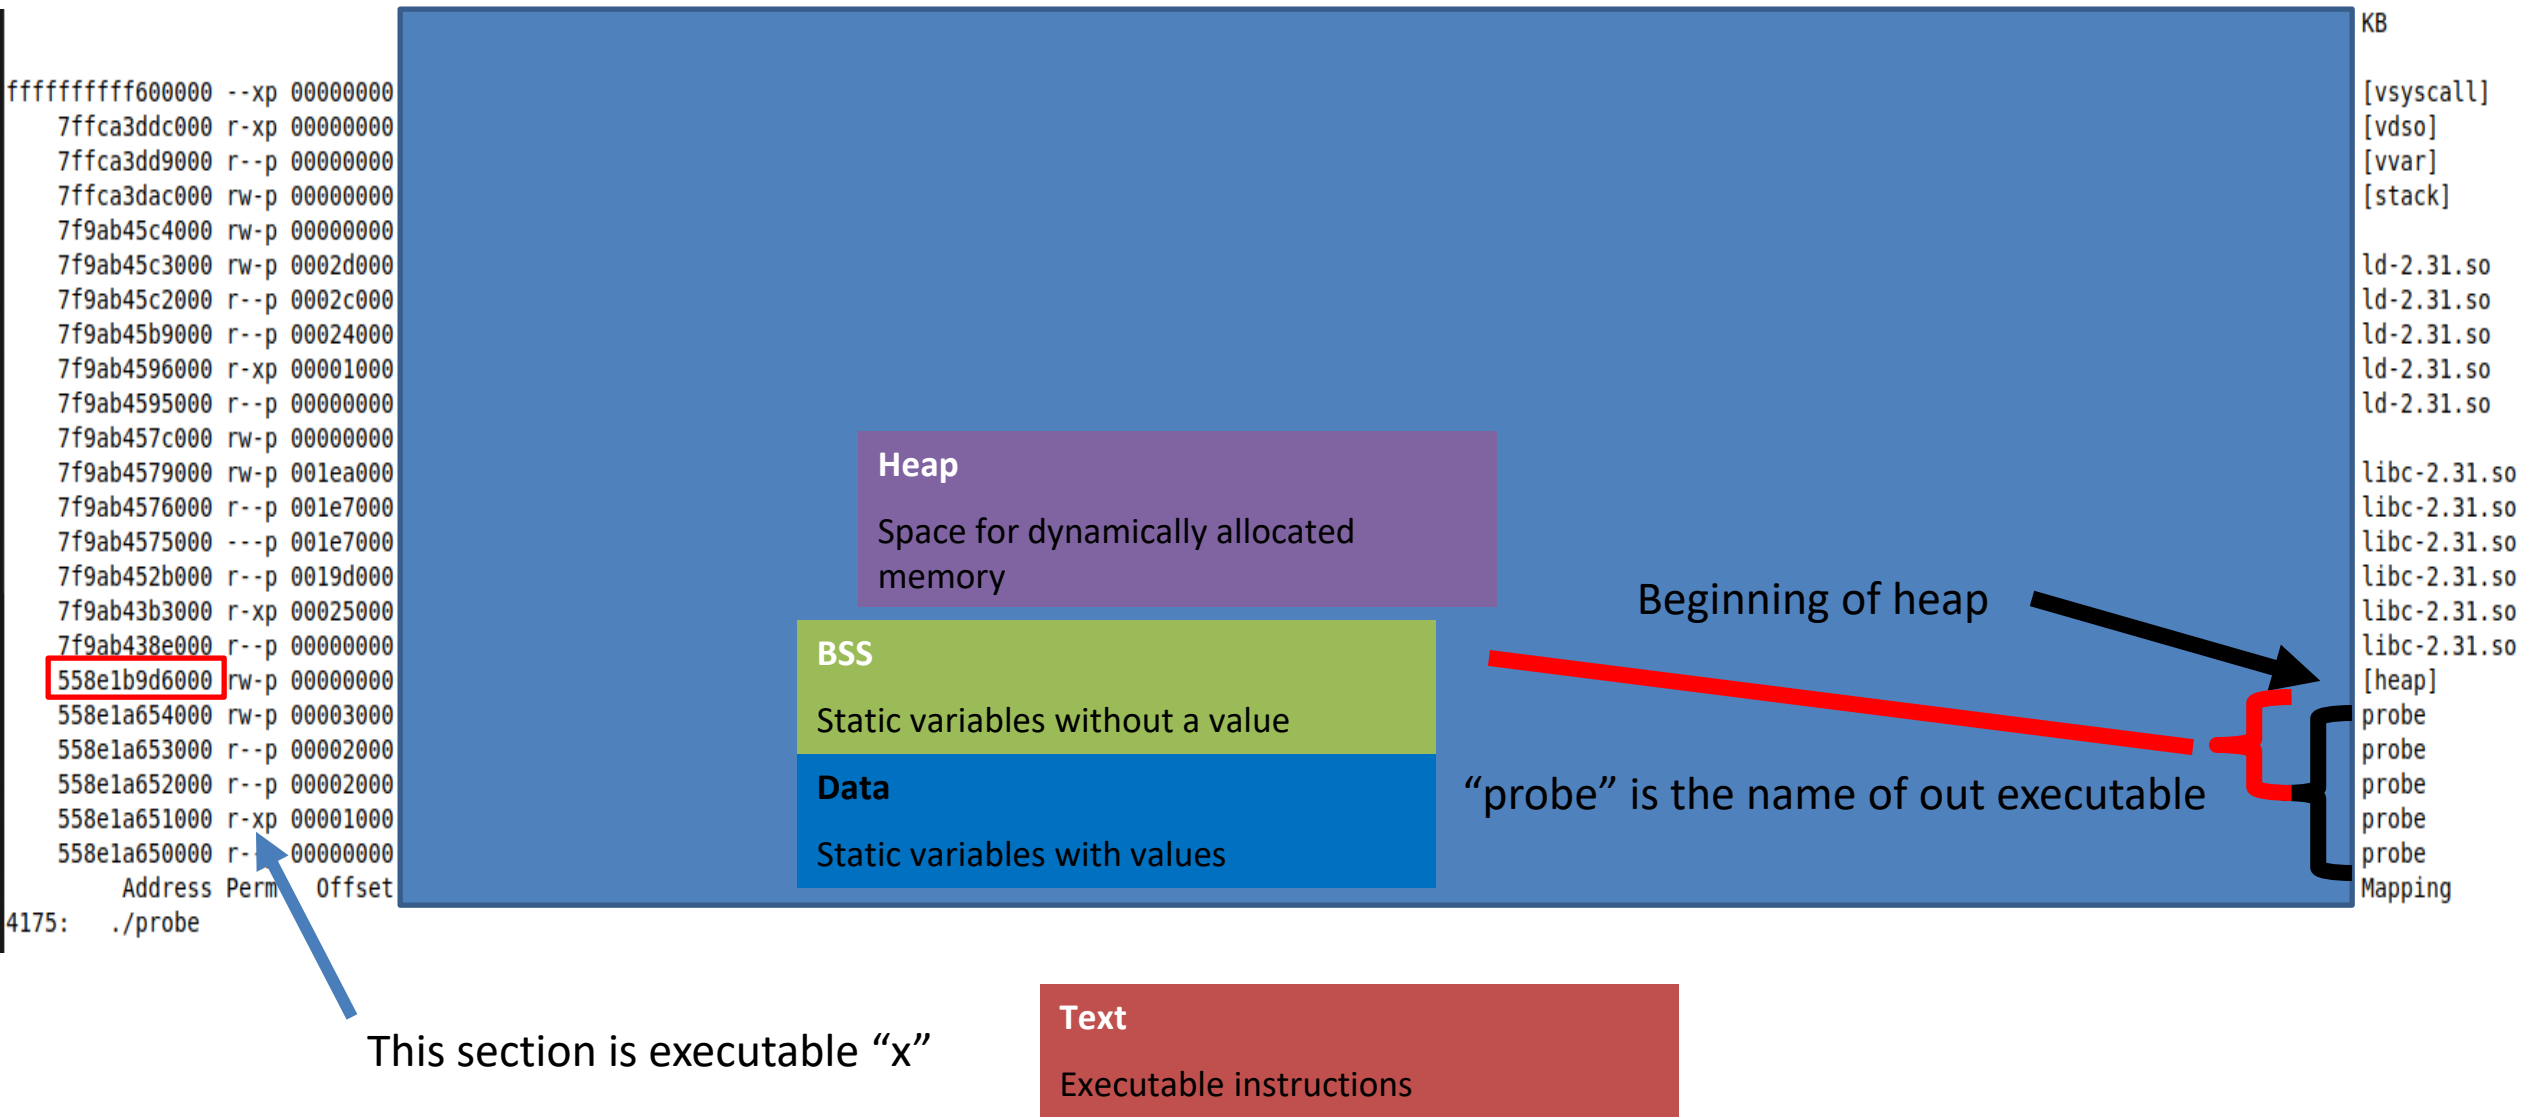 KB
ffffffffff600000 --xp 00000000 [vsyscall]
7ffca3ddc000 r-xp 00000000 [vdso]
7ffca3dd9000 r--p 00000000 [vvar]
7ffca3dac000 rw-p 00000000 [stack]
7f9ab45c4000 rw-p 00000000
7f9ab45c3000 rw-p 0002d000 ld-2.31.so
7f9ab45c2000 r--p 0002c000 ld-2.31.so
7f9ab45b9000 r--p 00024000 ld-2.31.so
7f9ab4596000 r-xp 00001000 ld-2.31.so
7f9ab4595000 r--p 00000000 ld-2.31.so
7f9ab457c000 rw-p 00000000
7f9ab4579000 rw-p 001ea000 libc-2.31.so
7f9ab4576000 r--p 001e7000 libc-2.31.so
7f9ab4575000 ---p 001e7000 libc-2.31.so
7f9ab452b000 r--p 0019d000 libc-2.31.so
7f9ab43b3000 r-xp 00025000 libc-2.31.so
7f9ab438e000 r--p 00000000 libc-2.31.so
558e1b9d6000 rw-p 00000000 [heap]
558e1a654000 rw-p 00003000 probe
558e1a653000 r--p 00002000 probe
558e1a652000 r--p 00002000 probe
558e1a651000 r-xp 00001000 probe
558e1a650000 r-- 00000000 probe
Address Perm Offset Mapping
4175: ./probe
Heap
Space for dynamically allocated
memory
Beginning of heap
BSS
Static variables without a value
Data
Static variables with values
“probe” is the name of out executable
This section is executable “x”
Text
Executable instructions